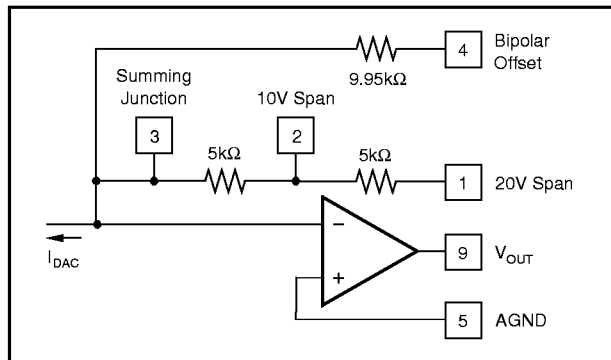 4
Bipolar
Offset
9.95kΩ
Summing
Junction
10V Span
3
2
5kΩ
5kΩ
1
20V Span
−
+
I_DAC
9
V_OUT
5
AGND